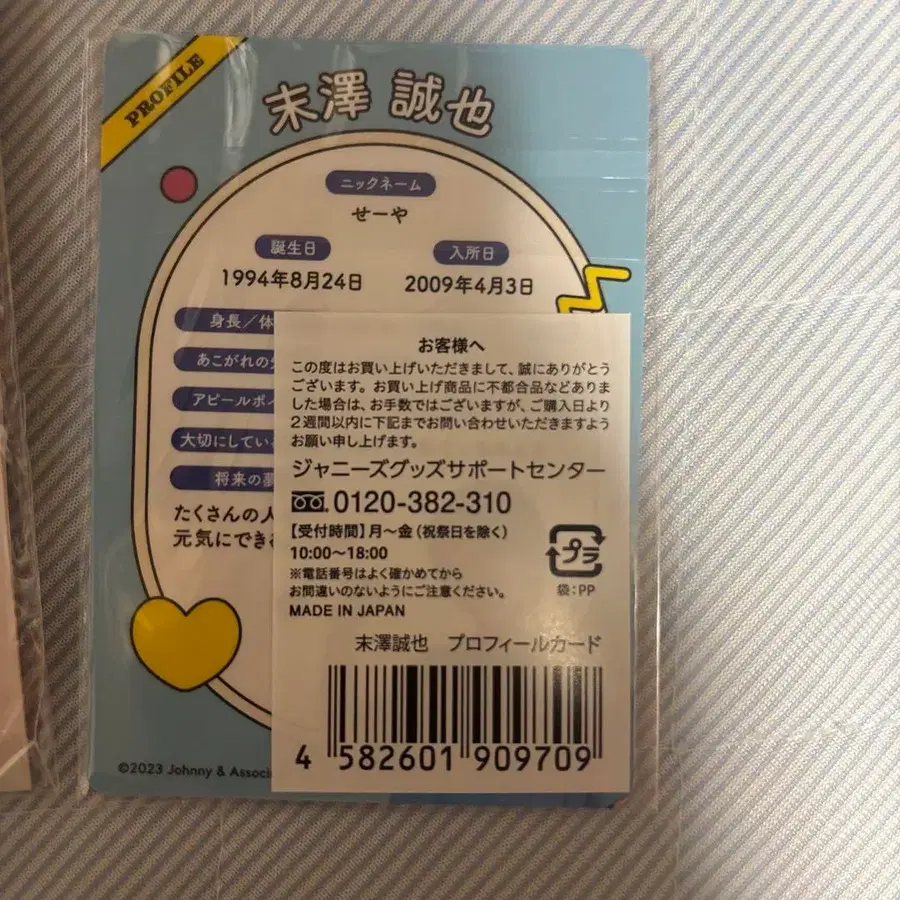 PROFILE
末澤 誠也
ニックネーム
せーや
誕生日
入所日
1994年8月24日
2009年4月3日
身長／体
あこがれの
アピールポイ
大切にしてい
将来の夢
たくさんの人
元気にでき
お客様へ
この度はお買い上げいただきまして、誠にありがとう
ございます。お買い上げ商品に不都合品などありま
した場合は、お手数ではございますが、ご購入日より
2週間以内に下記までお問い合わせいただきますよう
お願い申し上げます。
ジャニーズグッズサポートセンター
0120-382-310
【受付時間】月〜金（祝祭日を除く）
10:00〜18:00
※電話番号はよく確かめてから
お間違いのないようにご注意ください。
MADE IN JAPAN
プラ
袋:PP
末澤誠也 プロフィールカード
4 582601 909709
©2023 Johnny & Associ